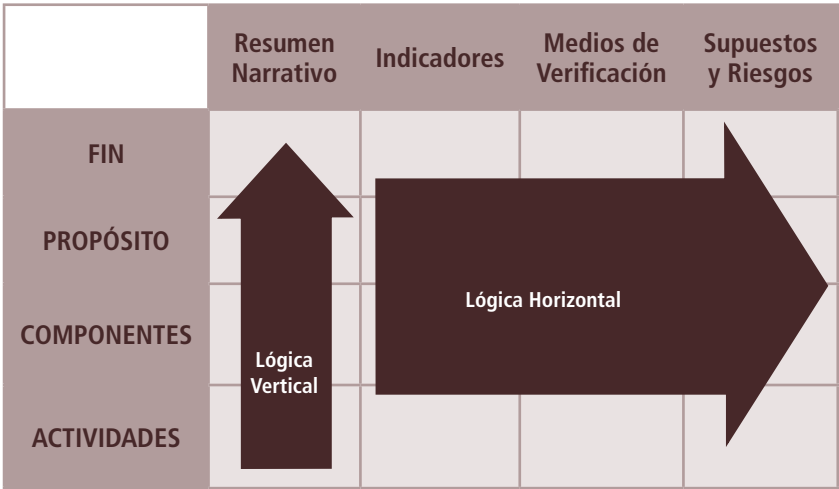 Resumen
Narrativo
Indicadores
Medios de
Verificación
Supuestos
y Riesgos
FIN
PROPÓSITO
COMPONENTES
ACTIVIDADES
Lógica
Vertical
Lógica Horizontal